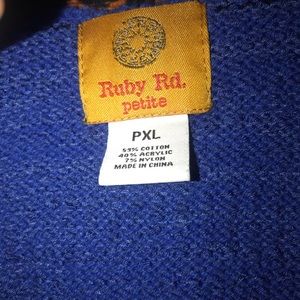 Ruby Rd.
petite
PXL
53% COTTON
40% ACRYLIC
7% NYLON
MADE IN CHINA